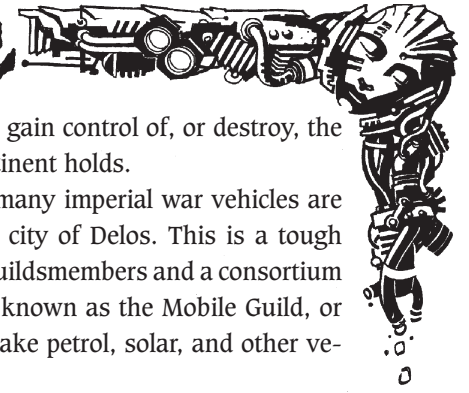 gain control of, or destroy, the
tinent holds.
many imperial war vehicles are
city of Delos. This is a tough
uildsmembers and a consortium
known as the Mobile Guild, or
ake petrol, solar, and other ve-